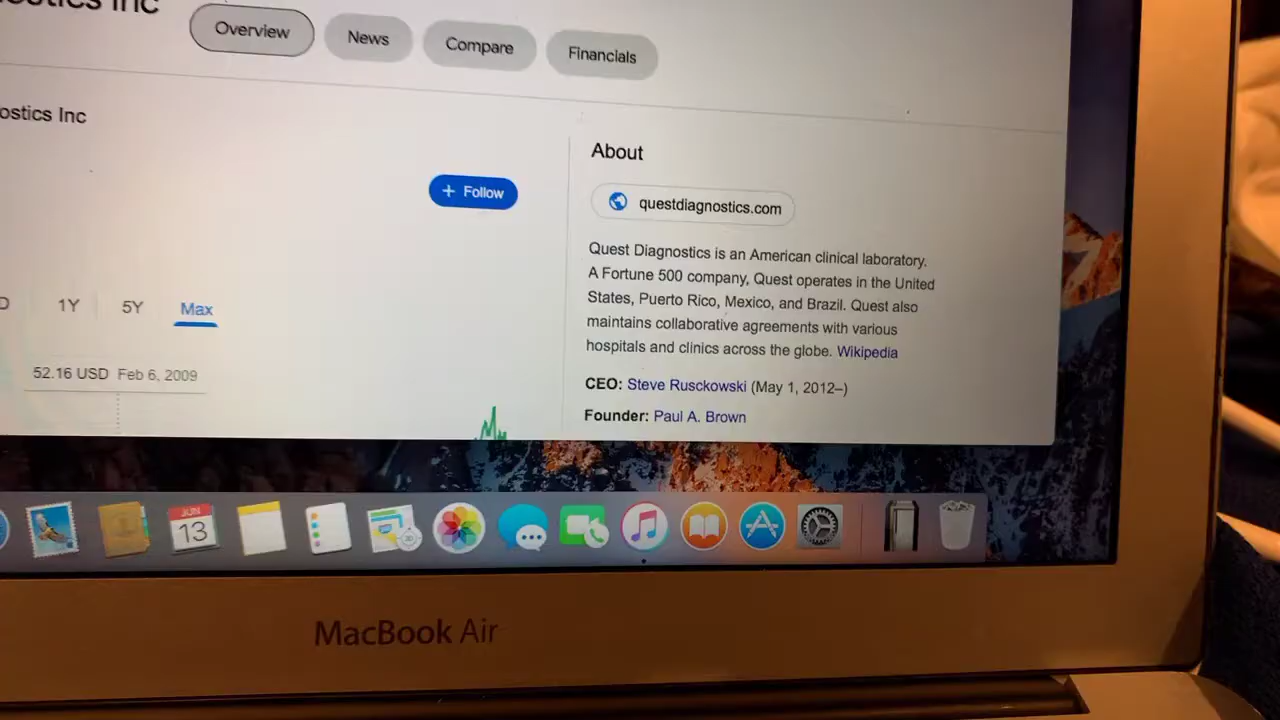 Inc
Overview
News
Compare
Financials
ostics Inc
About
+ Follow
questdiagnostics.com
Quest Diagnostics is an American clinical laboratory.
A Fortune 500 company, Quest operates in the United
States, Puerto Rico, Mexico, and Brazil. Quest also
maintains collaborative agreements with various
hospitals and clinics across the globe. Wikipedia
1Y
5Y
Max
52.16 USD Feb 6, 2009
CEO: Steve Rusckowski (May 1, 2012–)
Founder: Paul A. Brown
JUN
13
MacBook Air